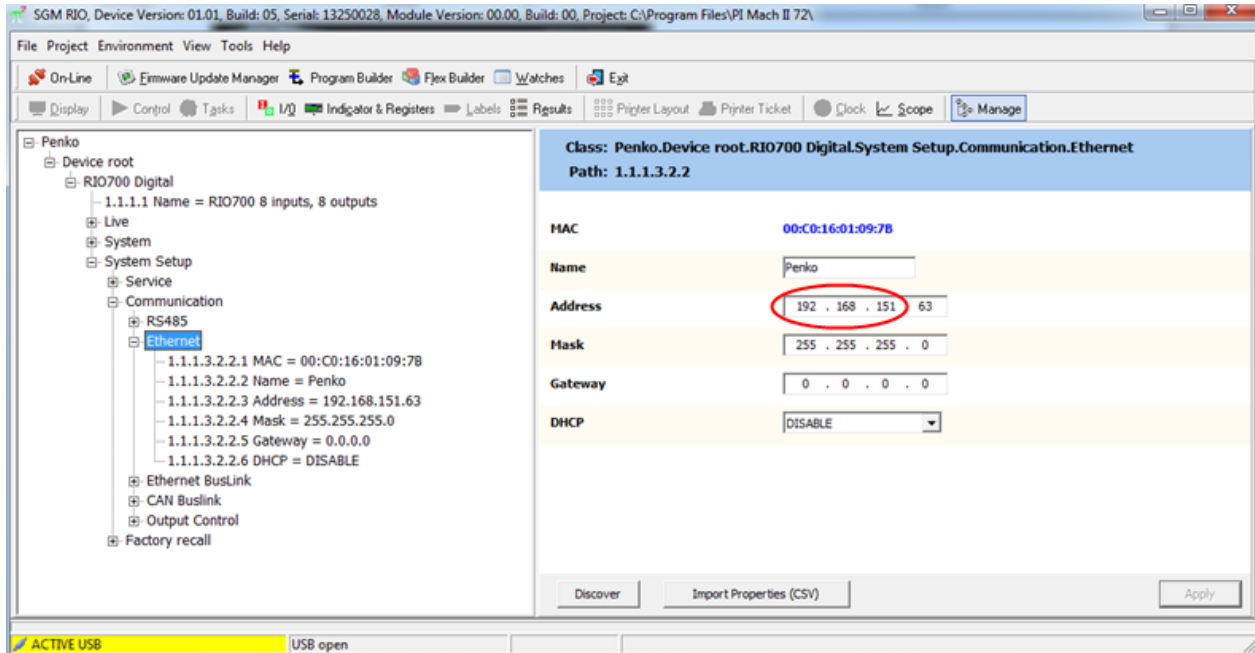 SGM RIO, Device Version: 01.01, Build: 05, Serial: 13250028, Module Version: 00.00, Build: 00, Project: C:\Program Files\PI Mach II 72\
File Project Environment View Tools Help
On-Line Firmware Update Manager Program Builder Flex Builder Watches Exit
Display Control Tasks I/O Indicator & Registers Labels Results Printer Layout Printer Ticket Clock Scope Manage
Penko
Device root
RIO700 Digital
1.1.1.1 Name = RIO700 8 inputs, 8 outputs
Live
System
System Setup
Service
Communication
RS485
Ethernet
1.1.1.3.2.2.1 MAC = 00:C0:16:01:09:7B
1.1.1.3.2.2.2 Name = Penko
1.1.1.3.2.2.3 Address = 192.168.151.63
1.1.1.3.2.2.4 Mask = 255.255.255.0
1.1.1.3.2.2.5 Gateway = 0.0.0.0
1.1.1.3.2.2.6 DHCP = DISABLE
Ethernet BusLink
CAN Buslink
Output Control
Factory recall
Class: Penko.Device root.RIO700 Digital.System Setup.Communication.Ethernet
Path: 1.1.1.3.2.2
MAC 00:C0:16:01:09:7B
Name Penko
Address 192 . 168 . 151 63
Mask 255 . 255 . 255 . 0
Gateway 0 . 0 . 0 . 0
DHCP DISABLE
Discover Import Properties (CSV) Apply
ACTIVE USB USB open